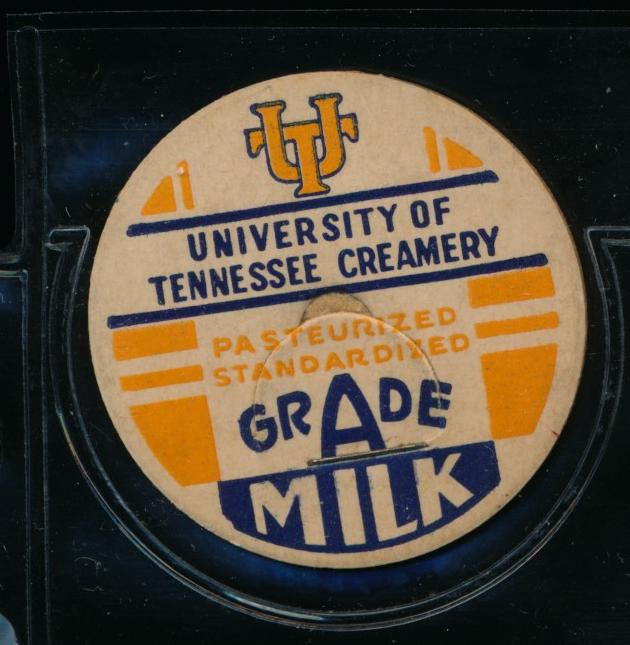 UT
UNIVERSITY OF
TENNESSEE CREAMERY
PASTEURIZED
STANDARDIZED
GRADE
MILK